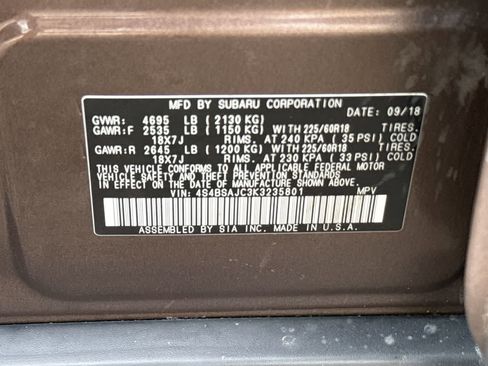 MFD BY SUBARU CORPORATION
DATE: 09/18
GVWR: 4695 LB (2130 KG)
GAWR:F 2535 LB (1150 KG) WITH 225/60R18 TIRES.
18X7J RIMS. AT 240 KPA (35 PSI) COLD
GAWR:R 2645 LB (1200 KG) WITH 225/60R18 TIRES.
18X7J RIMS. AT 230 KPA (33 PSI) COLD
THIS VEHICLE CONFORMS TO ALL APPLICABLE FEDERAL MOTOR
VEHICLE SAFETY AND THEFT PREVENTION STANDARDS
IN EFFECT ON THE DATE OF MANUFACTURE SHOWN ABOVE.
VIN: 4S4BSAJC3K3235801 MPV
ASSEMBLED BY SIA INC. MADE IN U.S.A.